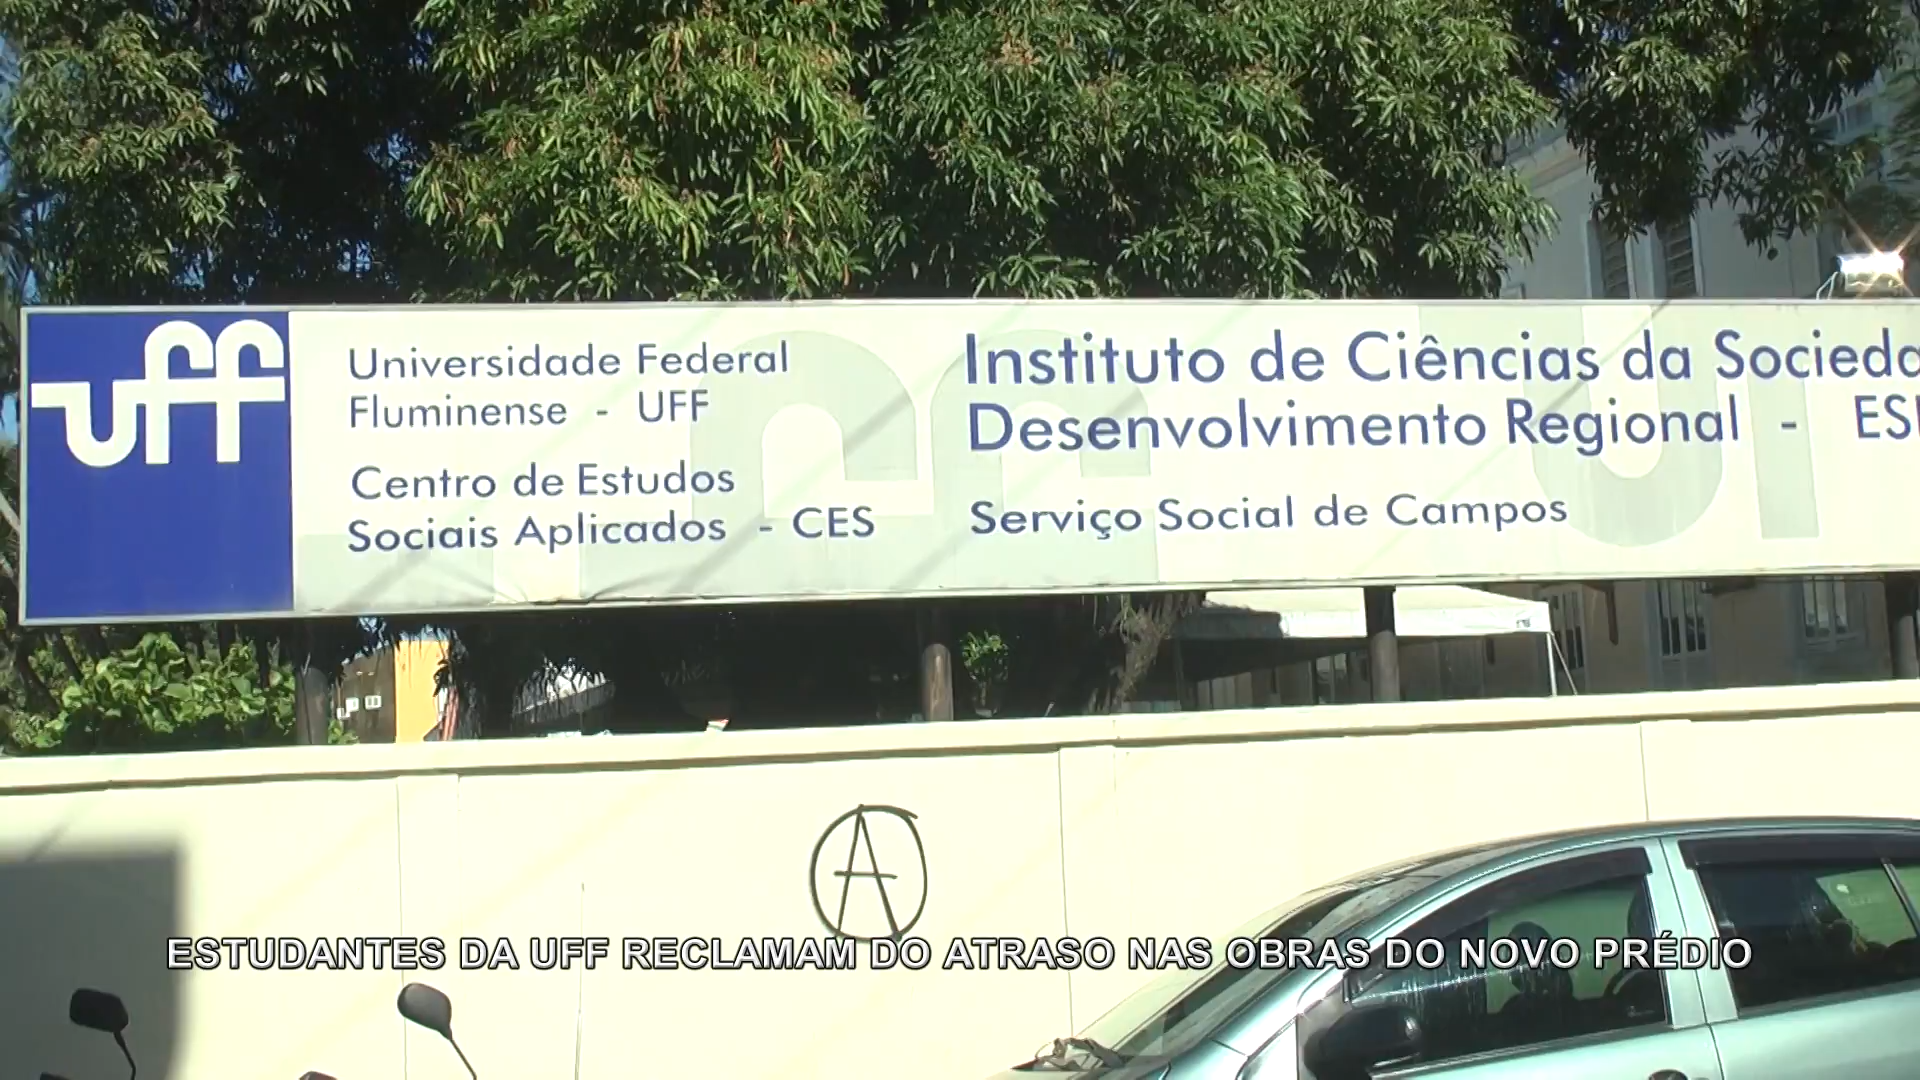 uff
Universidade Federal
Fluminense - UFF
Centro de Estudos
Sociais Aplicados - CES
Instituto de Ciências da Socieda
Desenvolvimento Regional - ES
Serviço Social de Campos
A
ESTUDANTES DA UFF RECLAMAM DO ATRASO NAS OBRAS DO NOVO PRÉDIO